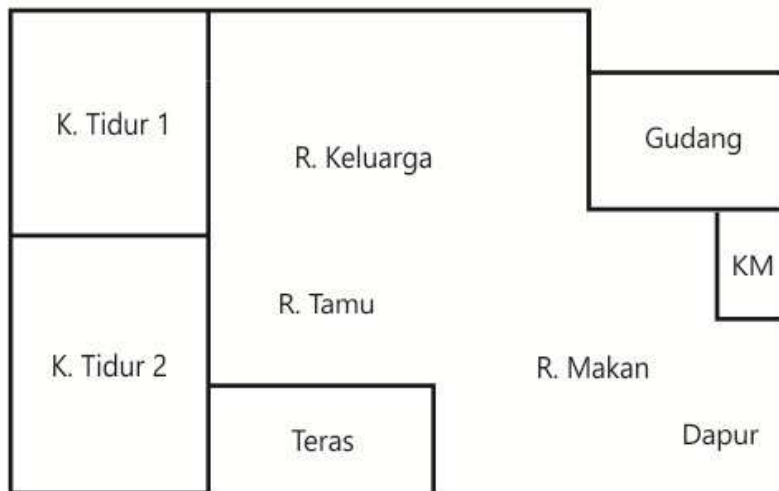 K. Tidur 1
R. Keluarga
Gudang
KM
R. Tamu
K. Tidur 2
R. Makan
Teras
Dapur